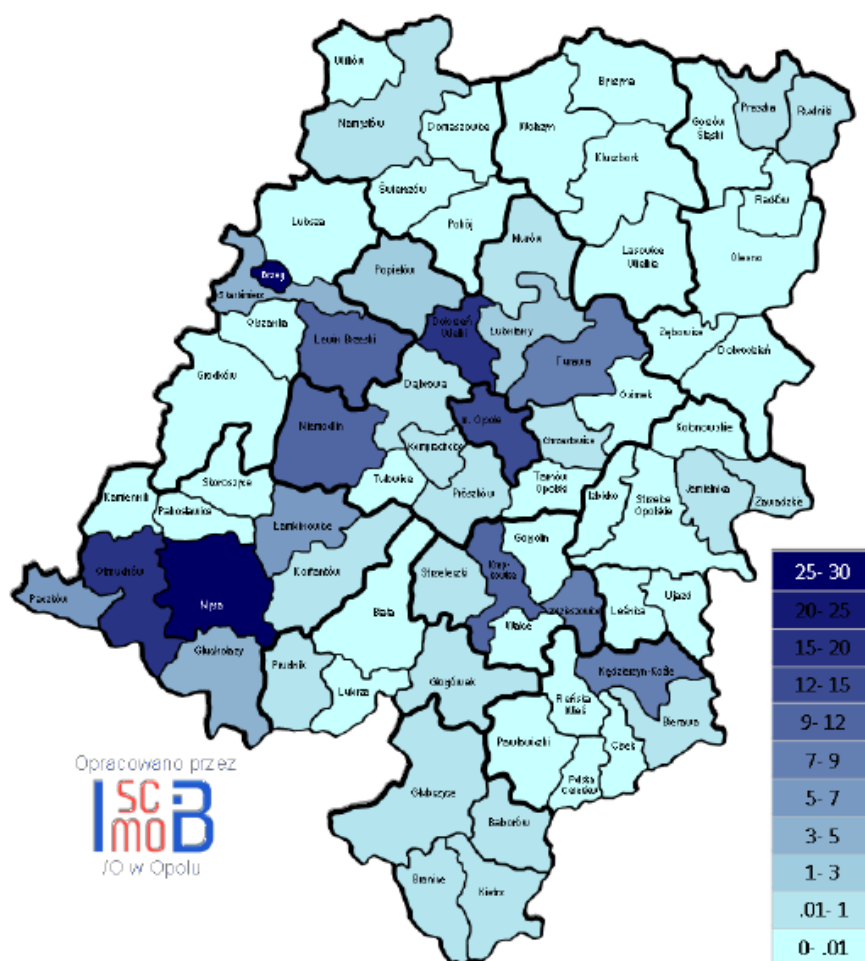 Wilków
Byczyna
Namysłów
Domaszowice
Wołczyn
Gorzów
Śląski
Praszka
Rudniki
Kluczbork
Radłów
Świerczów
Pokój
Lubsza
Murów
Lasowice
Wielkie
Olesno
Popielów
Brzeg
Skarbimierz
Olszanka
Lewin Brzeski
Dobrzeń
Wielki
Łubniany
Turawa
Zębowice
Dobrodzień
Grodków
Dąbrowa
Ozimek
Niemodlin
m. Opole
Komprachcice
Chrząstowice
Kolonowskie
Skoroszyce
Tułowice
Prószków
Tarnów
Opolski
Izbicko
Strzelce
Opolskie
Jemielnica
Zawadzkie
Kamiennik
Pakosławice
Łambinowice
Gogolin
Otmuchów
Korfantów
Strzeleczki
Krap-
kowice
Paczków
Nysa
Biała
Zdzieszowice
Leśnica
Ujazd
Walce
Głuchołazy
Prudnik
Lubrza
Głogówek
Kędzierzyn-Koźle
Reńska
Wieś
Bierawa
Cisek
Pawłowiczki
Polska
Cerekiew
Głubczyce
Baborów
Branice
Kietrz
25- 30
20- 25
15- 20
12- 15
9- 12
7- 9
5- 7
3- 5
1- 3
.01- 1
0- .01
Opracowano przez
ISCMOiB
/O w Opolu